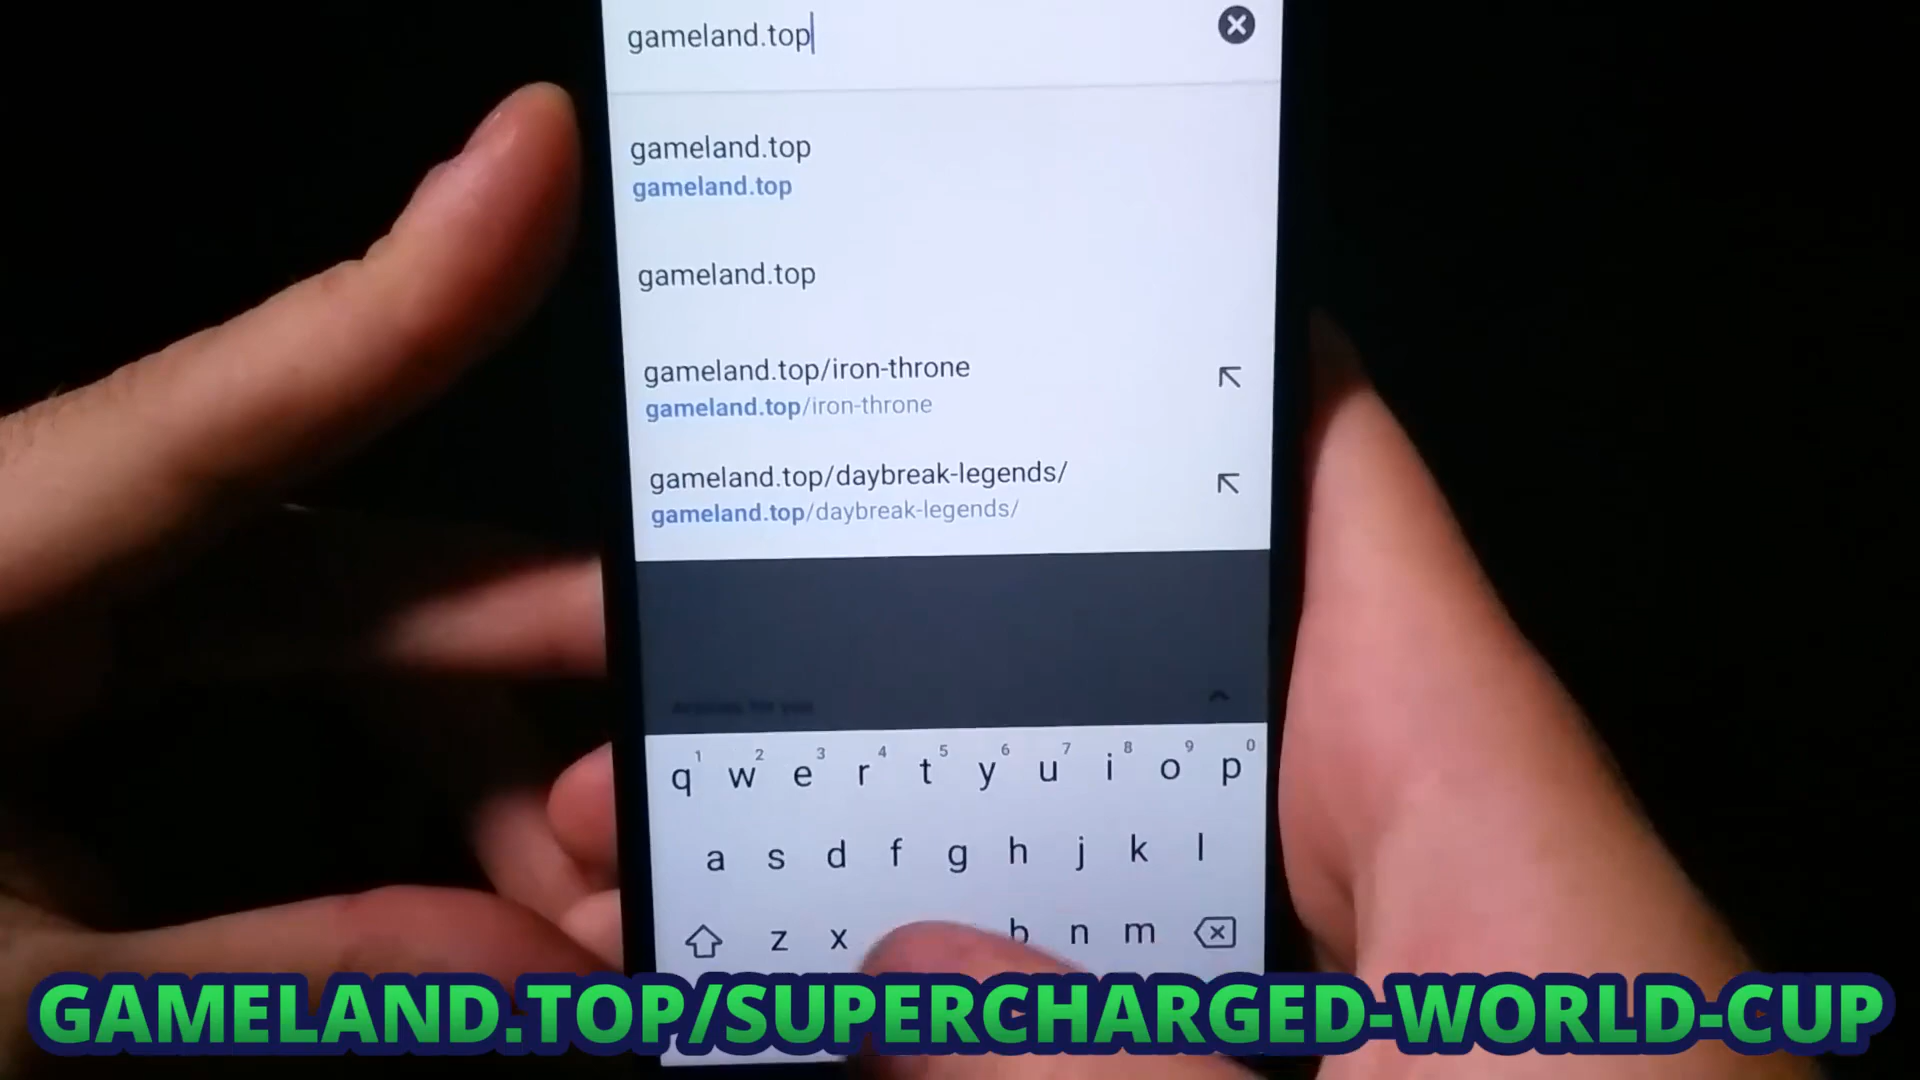 gameland.top
gameland.top
gameland.top
gameland.top
gameland.top/iron-throne
gameland.top/iron-throne
gameland.top/daybreak-legends/
gameland.top/daybreak-legends/
1 2 3 4 5 6 7 8 9 0
q w e r t y u i o p
a s d f g h j k l
z x b n m
GAMELAND.TOP/SUPERCHARGED-WORLD-CUP